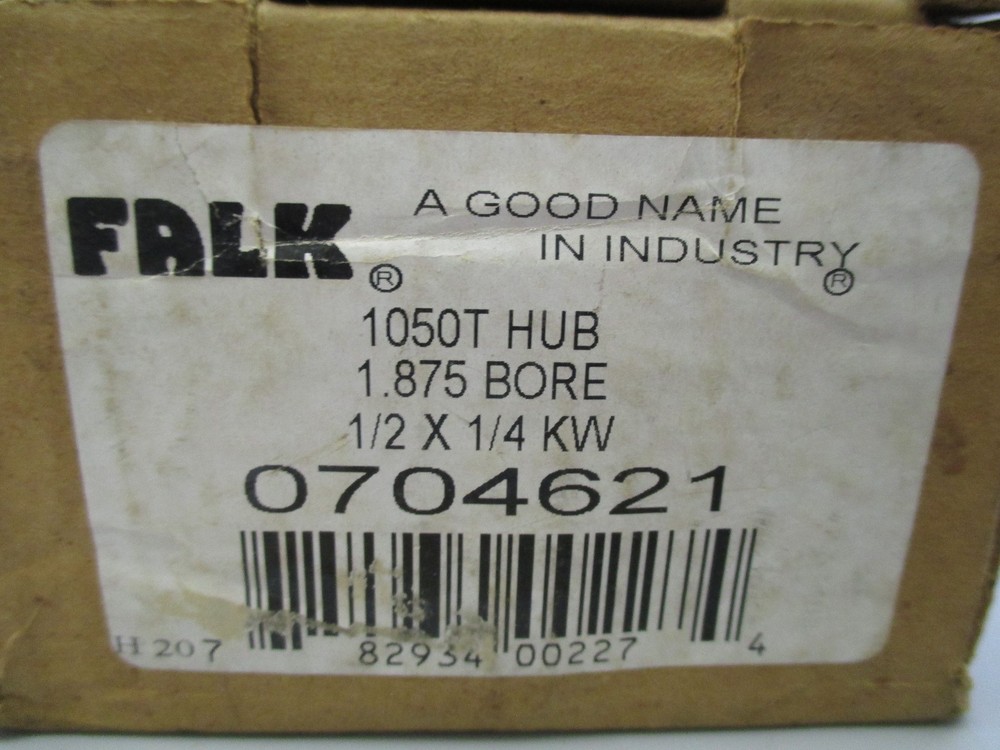 FALK®
A GOOD NAME
IN INDUSTRY®
1050T HUB
1.875 BORE
1/2 X 1/4 KW
0704621
H 207 82934 00227 4